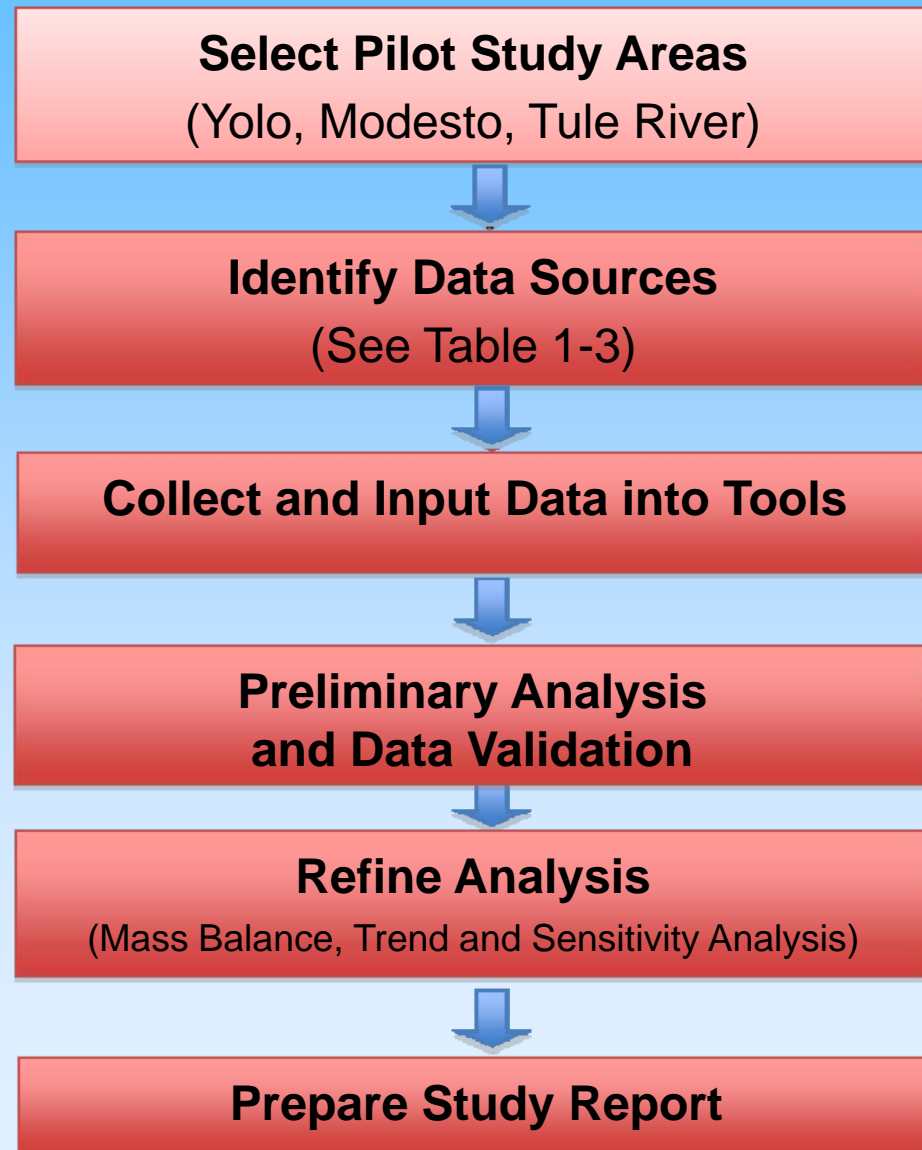 Select Pilot Study Areas
(Yolo, Modesto, Tule River)
Identify Data Sources
(See Table 1-3)
Collect and Input Data into Tools
Preliminary Analysis
and Data Validation
Refine Analysis
(Mass Balance, Trend and Sensitivity Analysis)
Prepare Study Report